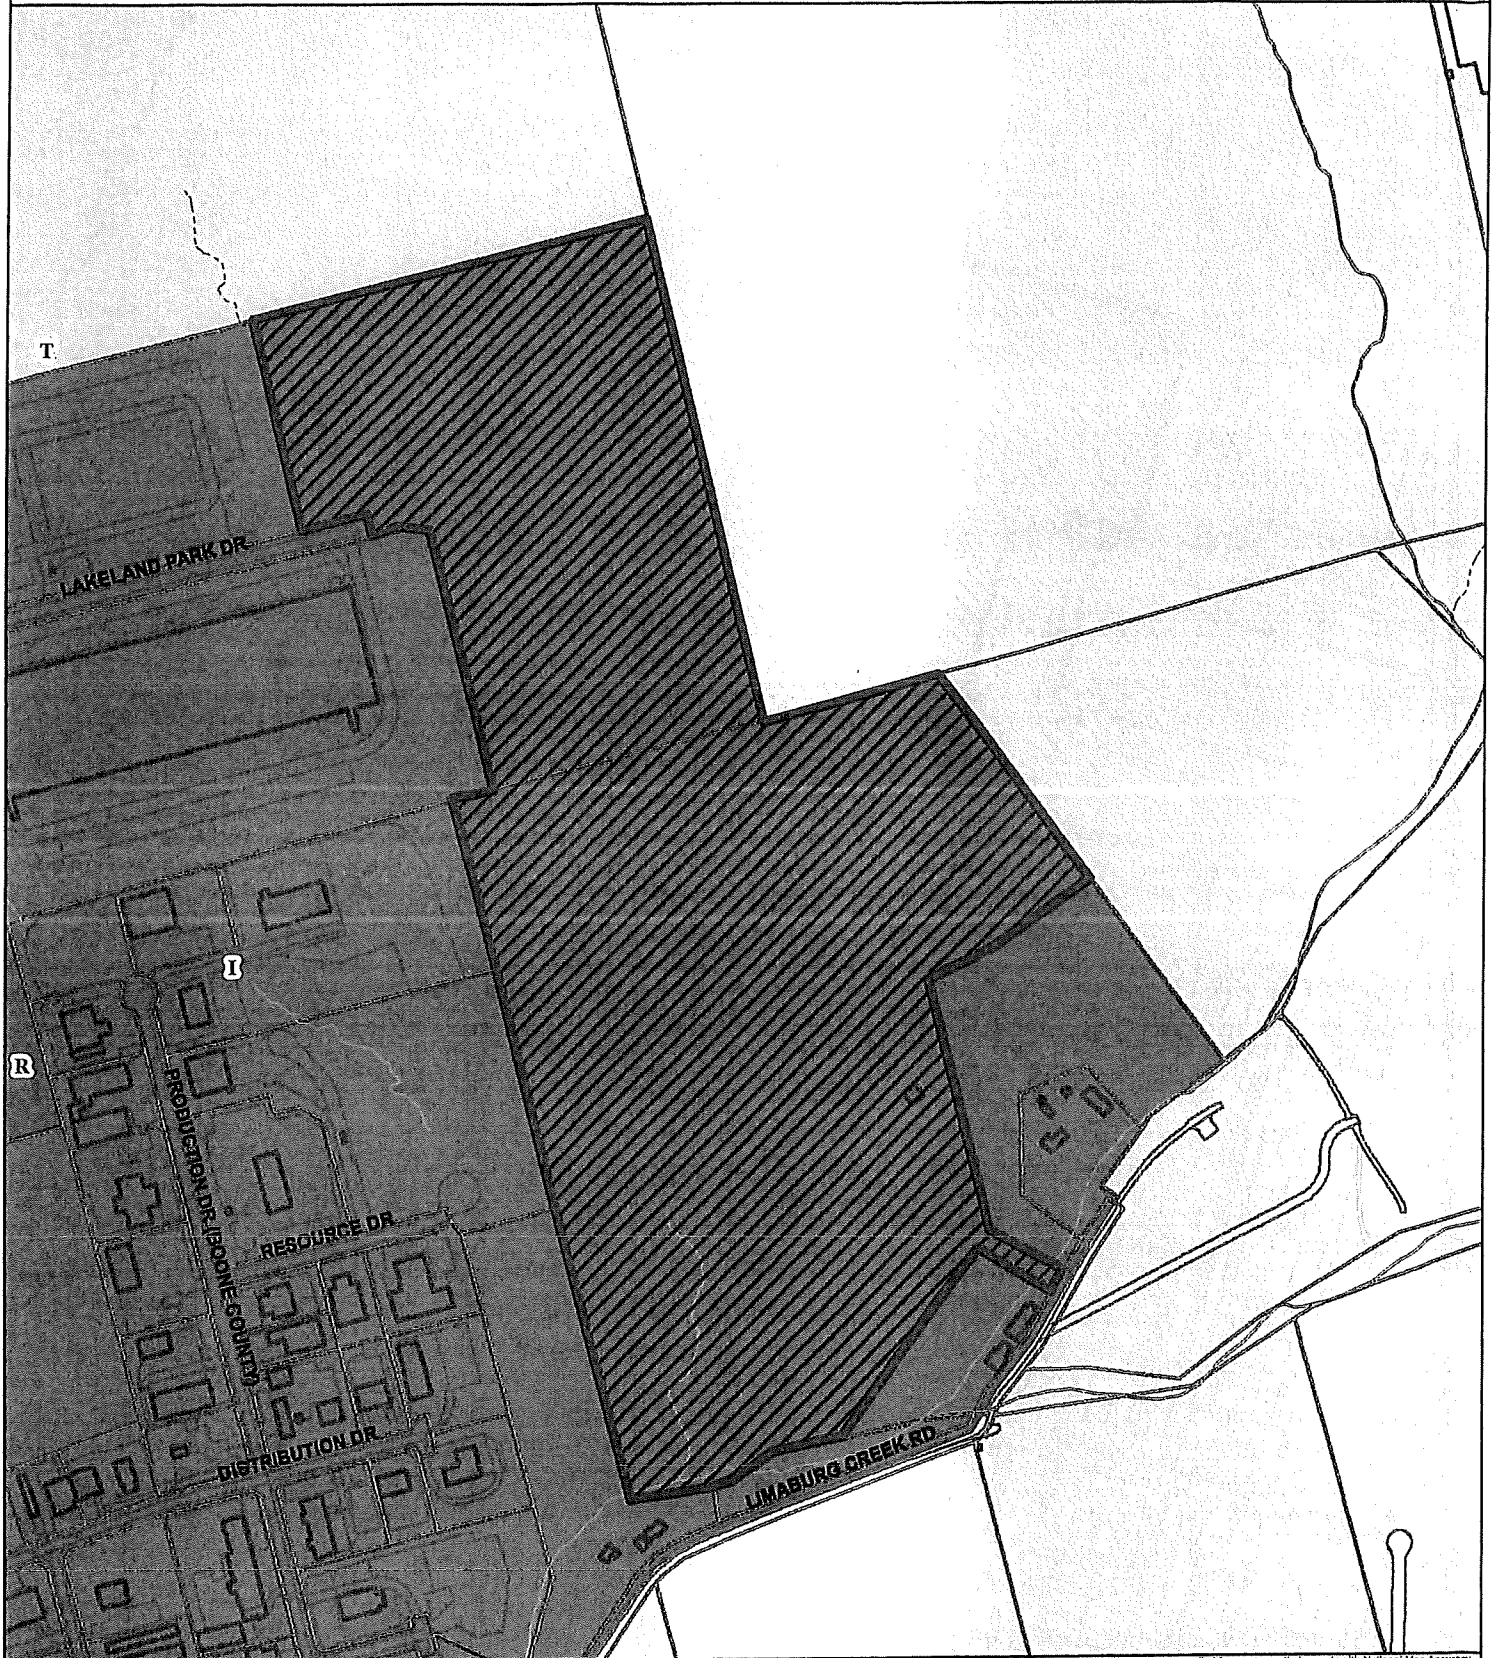 T
LAKELAND PARK DR
I
R
PRODUCTION DR (BOONE COUNTY)
RESOURCE DR
DISTRIBUTION DR
LIMABURG CREEK RD